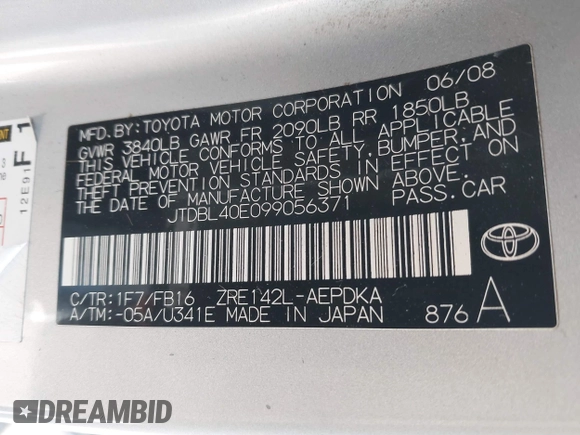 MFD. BY: TOYOTA MOTOR CORPORATION 06/08
GVWR 3840LB GAWR FR 2090LB RR 1850LB
THIS VEHICLE CONFORMS TO ALL APPLICABLE
FEDERAL MOTOR VEHICLE SAFETY, BUMPER, AND
THEFT PREVENTION STANDARDS IN EFFECT ON
THE DATE OF MANUFACTURE SHOWN ABOVE.
JTDBL40E099056371 PASS. CAR
C/TR: 1F7/FB16 ZRE142L-AEPDKA
A/TM: -05A/U341E MADE IN JAPAN 876 A
12E91
F 1
DREAMBID